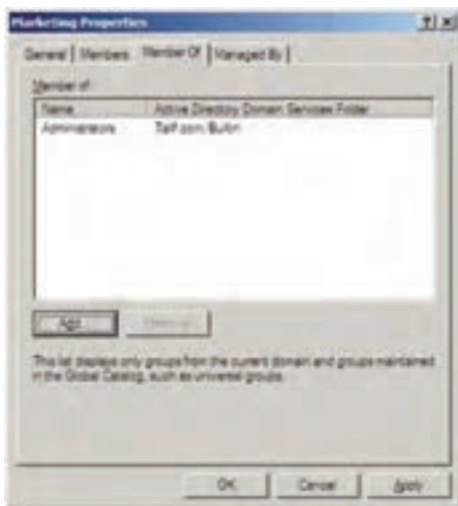 Marketing Properties
General Members Member Of Managed By
Member of:
Name Active Directory Domain Services Folder
Administrators /Builtin
Add... Remove
This list displays only groups from the current domain and groups maintained
in the Global Catalog, such as universal groups.
OK Cancel Apply